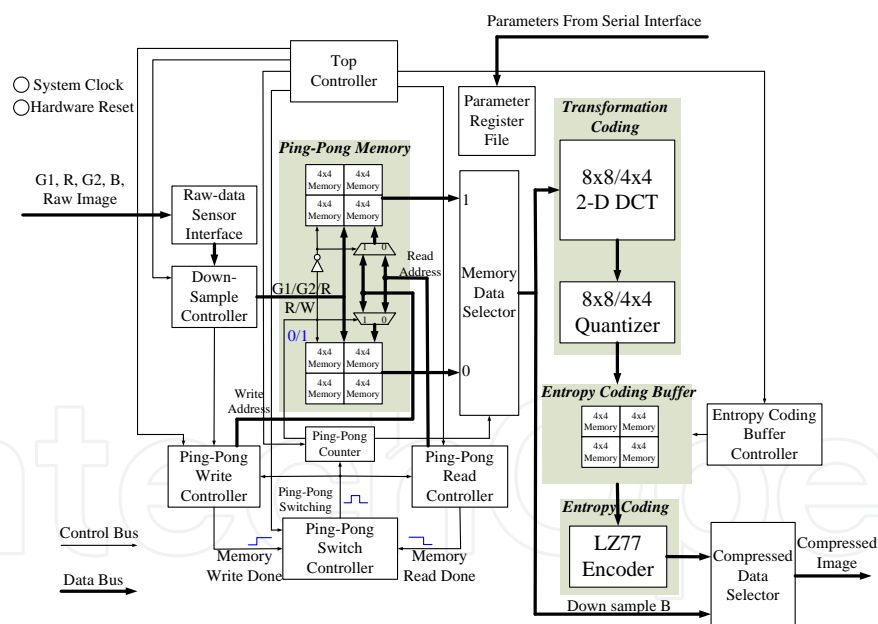 Parameters From Serial Interface
System Clock
Hardware Reset
Top
Controller
Parameter
Register
File
Transformation
Coding
8x8/4x4
2-D DCT
8x8/4x4
Quantizer
G1, R, G2, B,
Raw Image
Raw-data
Sensor
Interface
Down-
Sample
Controller
Ping-Pong Memory
4x4 4x4
Memory Memory
4x4 4x4
Memory Memory
1 0
Read
Address
G1/G2/R
R/W
0/1
1 0
4x4 4x4
Memory Memory
4x4 4x4
Memory Memory
1
Memory
Data
Selector
0
Write
Address
Ping-Pong
Counter
Ping-Pong
Write
Controller
Ping-Pong
Read
Controller
Ping-Pong
Switching
Ping-Pong
Switch
Controller
Memory
Write Done
Memory
Read Done
Entropy Coding Buffer
4x4 4x4
Memory Memory
4x4 4x4
Memory Memory
Entropy Coding
Buffer
Controller
Entropy Coding
LZ77
Encoder
Down sample B
Compressed
Data
Selector
Compressed
Image
Control Bus
Data Bus